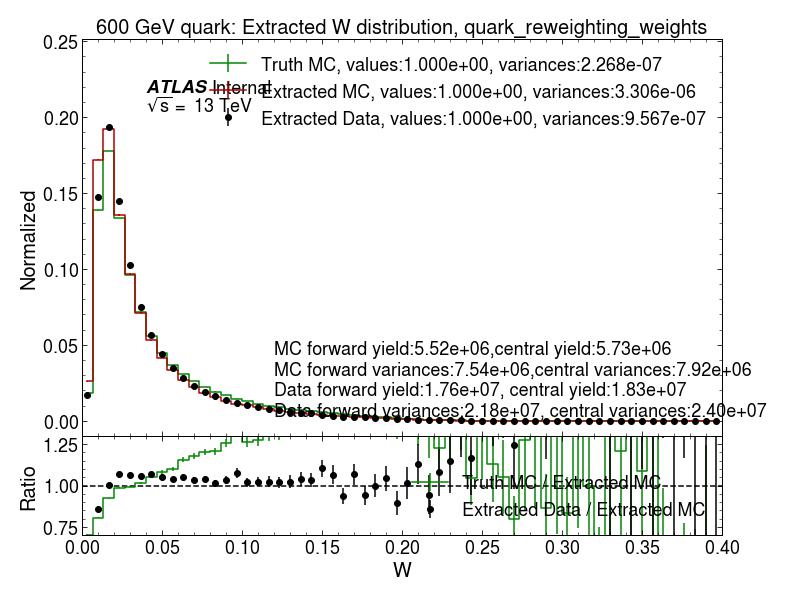 600 GeV quark: Extracted W distribution, quark_reweighting_weights
0.25
Truth MC, values:1.000e+00, variances:2.268e-07
ATLAS Internal
Extracted MC, values:1.000e+00, variances:3.306e-06
√s = 13 TeV
Extracted Data, values:1.000e+00, variances:9.567e-07
0.20
0.15
0.10
0.05
0.00
Normalized
MC forward yield:5.52e+06,central yield:5.73e+06
MC forward variances:7.54e+06,central variances:7.92e+06
Data forward yield:1.76e+07, central yield:1.83e+07
Data forward variances:2.18e+07, central variances:2.40e+07
1.25
1.00
0.75
Ratio
Truth MC / Extracted MC
Extracted Data / Extracted MC
0.00 0.05 0.10 0.15 0.20 0.25 0.30 0.35 0.40
W